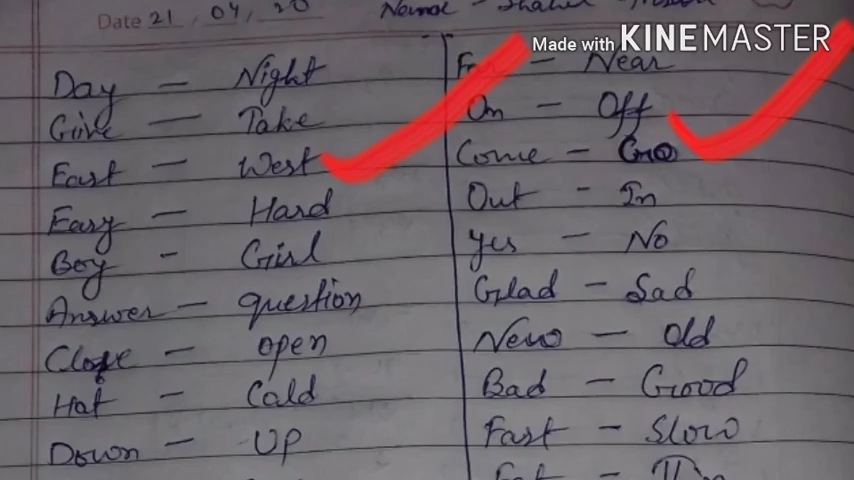 Date 21, 04, 20
Made with KINEMASTER
Day — Night
Give — Take
East — West
Easy — Hard
Boy - Girl
Answer — question
Close - open
Hot - Cald
Down — UP
Far — Near
On — Off
Come — Go
Out - In
yes — No
Glad — Sad
New — Old
Bad — Good
Fast — Slow